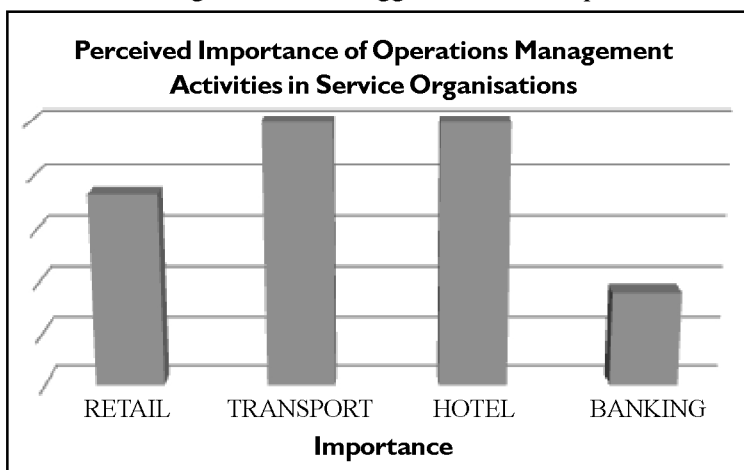 Perceived Importance of Operations Management
Activities in Service Organisations
RETAIL TRANSPORT HOTEL BANKING
Importance